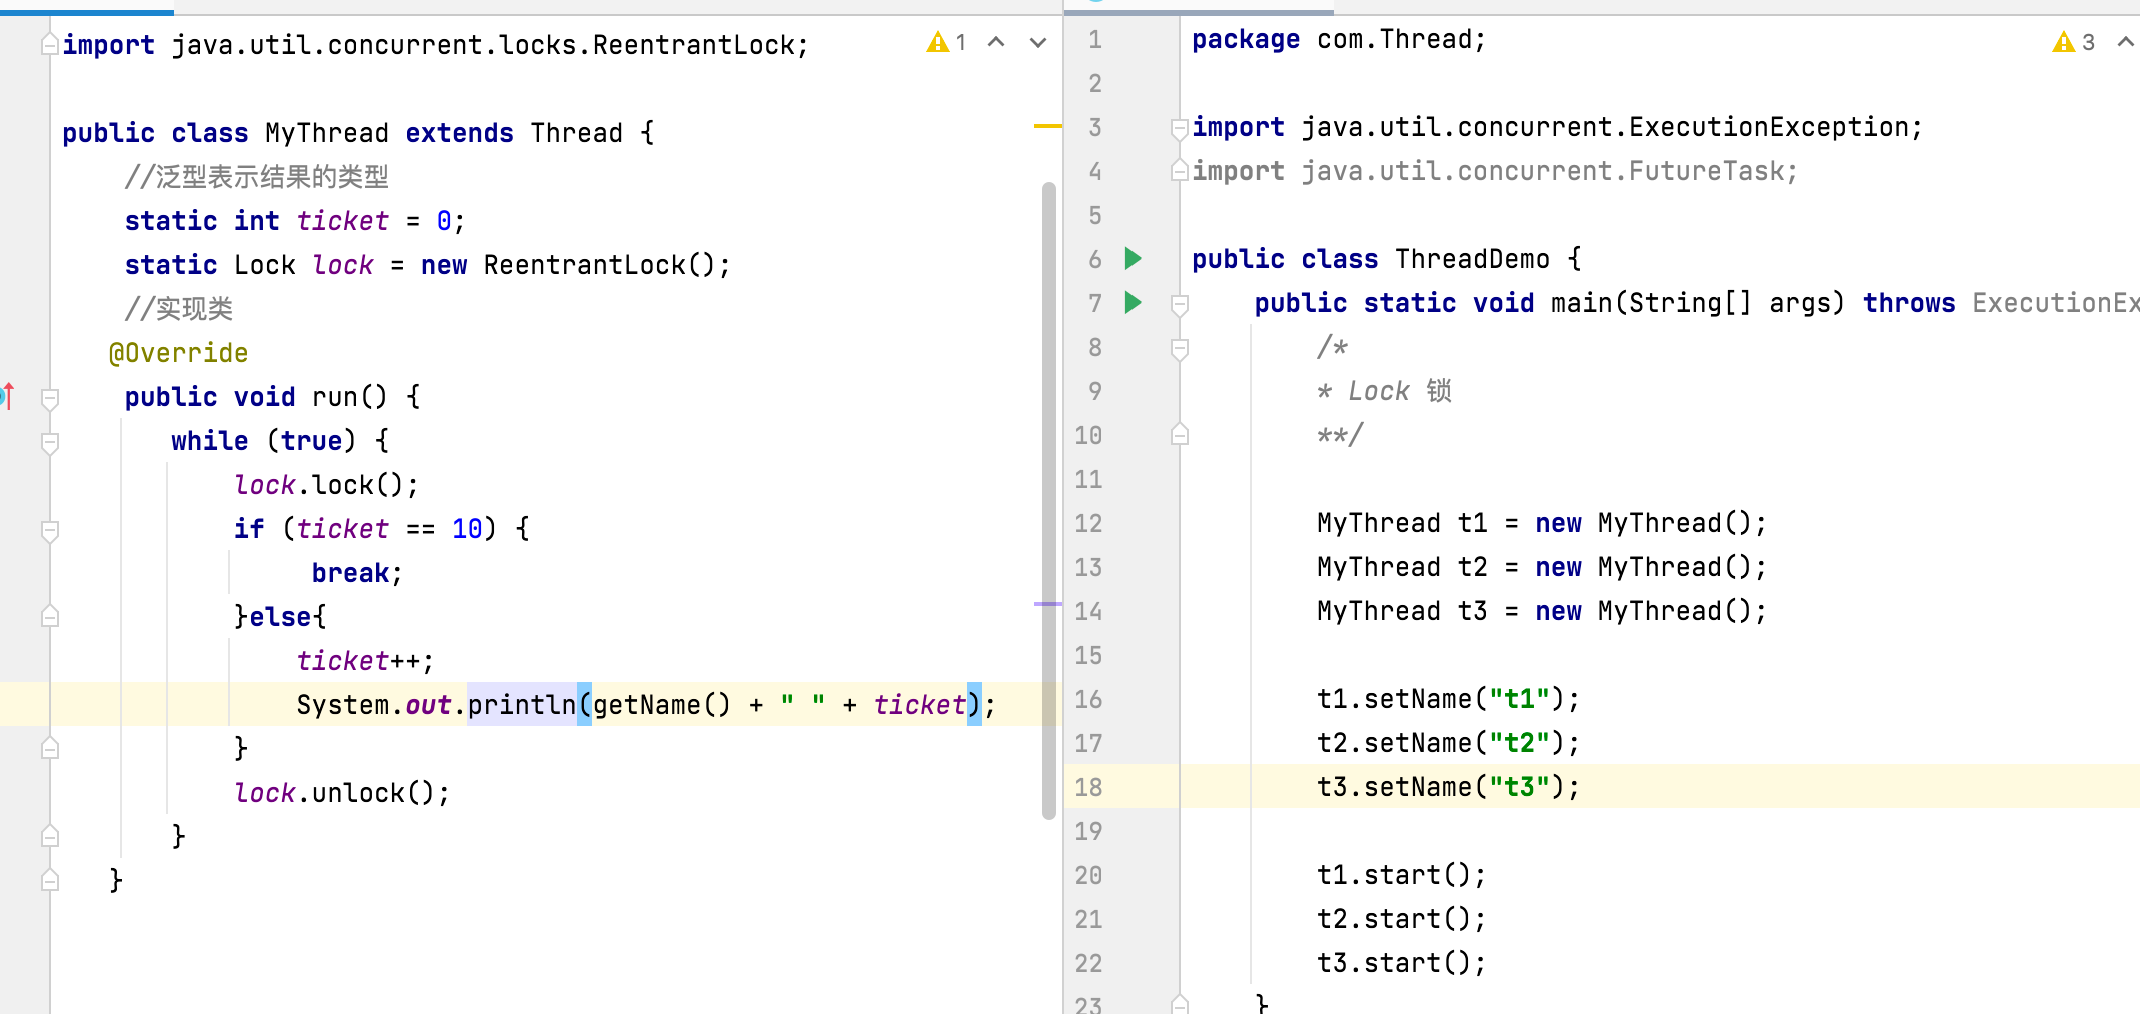 import java.util.concurrent.locks.ReentrantLock;
1
public class MyThread extends Thread {
//泛型表示结果的类型
static int ticket = 0;
static Lock lock = new ReentrantLock();
//实现类
@Override
public void run() {
while (true) {
lock.lock();
if (ticket == 10) {
break;
}else{
ticket++;
System.out.println(getName() + " " + ticket);
}
lock.unlock();
}
}
1 package com.Thread;
3
2
3 import java.util.concurrent.ExecutionException;
4 import java.util.concurrent.FutureTask;
5
6 public class ThreadDemo {
7 public static void main(String[] args) throws ExecutionEx
8 /*
9 * Lock 锁
10 **/
11
12 MyThread t1 = new MyThread();
13 MyThread t2 = new MyThread();
14 MyThread t3 = new MyThread();
15
16 t1.setName("t1");
17 t2.setName("t2");
18 t3.setName("t3");
19
20 t1.start();
21 t2.start();
22 t3.start();
23 }